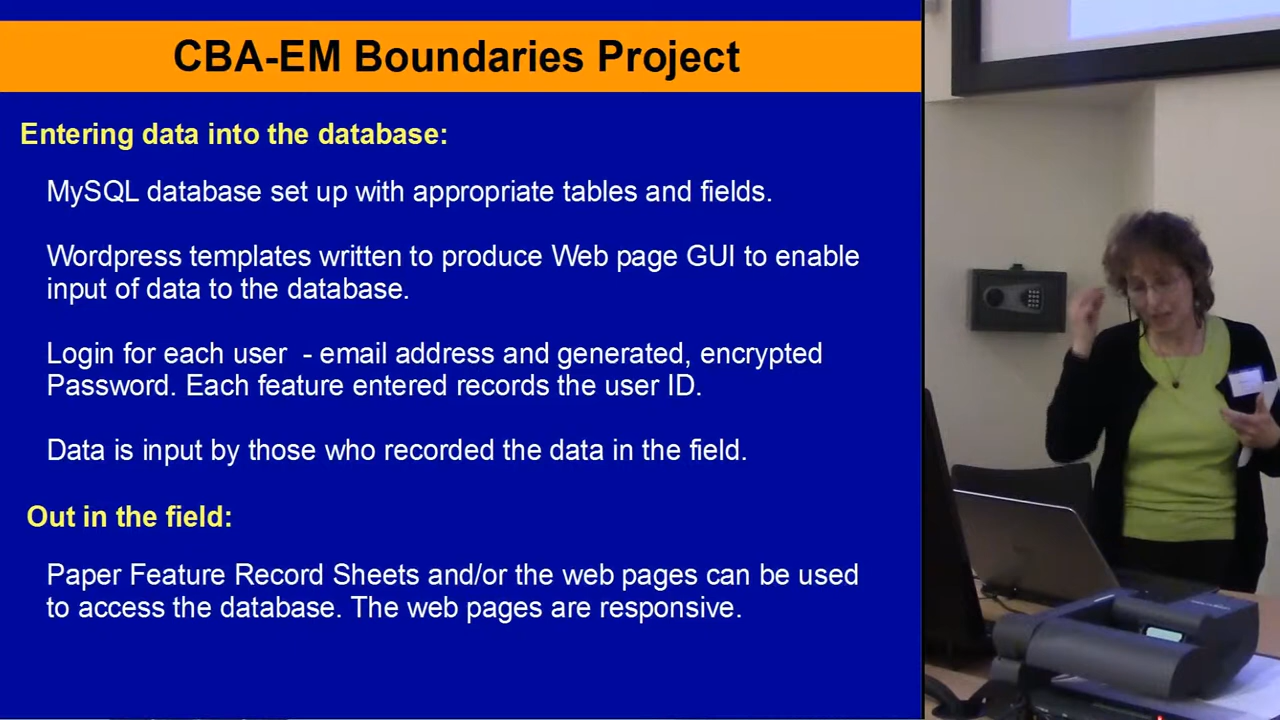 CBA-EM Boundaries Project
Entering data into the database:
MySQL database set up with appropriate tables and fields.
Wordpress templates written to produce Web page GUI to enable
input of data to the database.
Login for each user  - email address and generated, encrypted
Password. Each feature entered records the user ID.
Data is input by those who recorded the data in the field.
Out in the field:
Paper Feature Record Sheets and/or the web pages can be used
to access the database. The web pages are responsive.